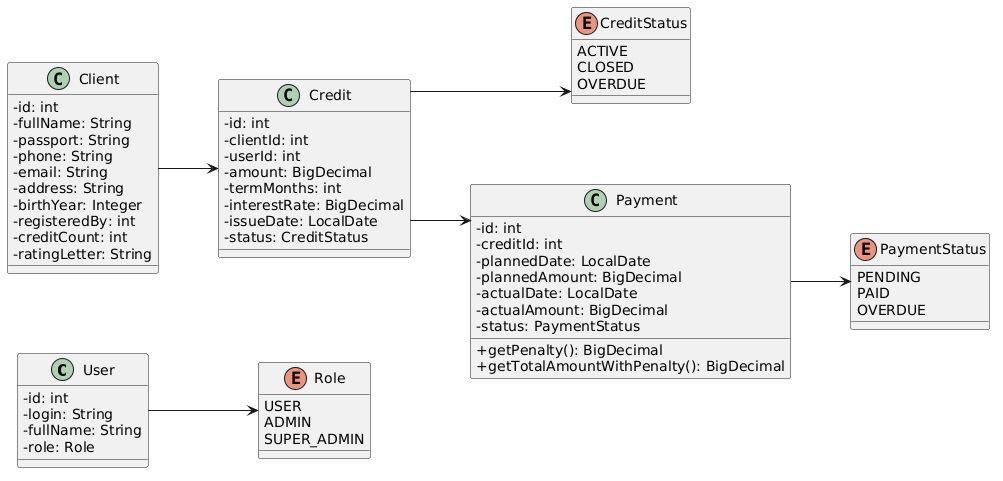 C Client
-id: int
-fullName: String
-passport: String
-phone: String
-email: String
-address: String
-birthYear: Integer
-registeredBy: int
-creditCount: int
-ratingLetter: String
C Credit
-id: int
-clientId: int
-userId: int
-amount: BigDecimal
-termMonths: int
-interestRate: BigDecimal
-issueDate: LocalDate
-status: CreditStatus
E CreditStatus
ACTIVE
CLOSED
OVERDUE
C Payment
-id: int
-creditId: int
-plannedDate: LocalDate
-plannedAmount: BigDecimal
-actualDate: LocalDate
-actualAmount: BigDecimal
-status: PaymentStatus
+getPenalty(): BigDecimal
+getTotalAmountWithPenalty(): BigDecimal
E PaymentStatus
PENDING
PAID
OVERDUE
C User
-id: int
-login: String
-fullName: String
-role: Role
E Role
USER
ADMIN
SUPER_ADMIN